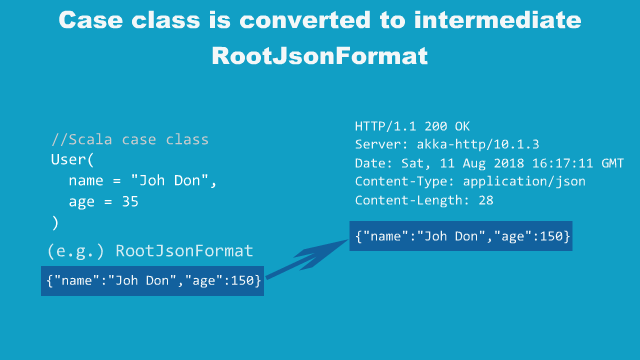 Case class is converted to intermediate
RootJsonFormat
//Scala case class
User(
name = "Joh Don",
age = 35
)
(e.g.) RootJsonFormat
{"name":"Joh Don","age":150}
HTTP/1.1 200 OK
Server: akka-http/10.1.3
Date: Sat, 11 Aug 2018 16:17:11 GMT
Content-Type: application/json
Content-Length: 28
{"name":"Joh Don","age":150}